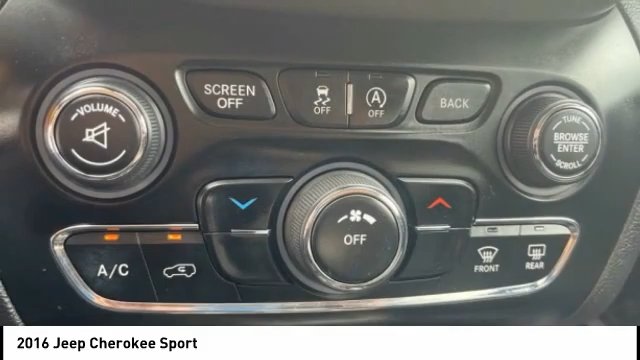 VOLUME
SCREEN
OFF
OFF
A
OFF
BACK
TUNE
BROWSE
ENTER
SCROLL
OFF
A/C
FRONT
REAR
2016 Jeep Cherokee Sport